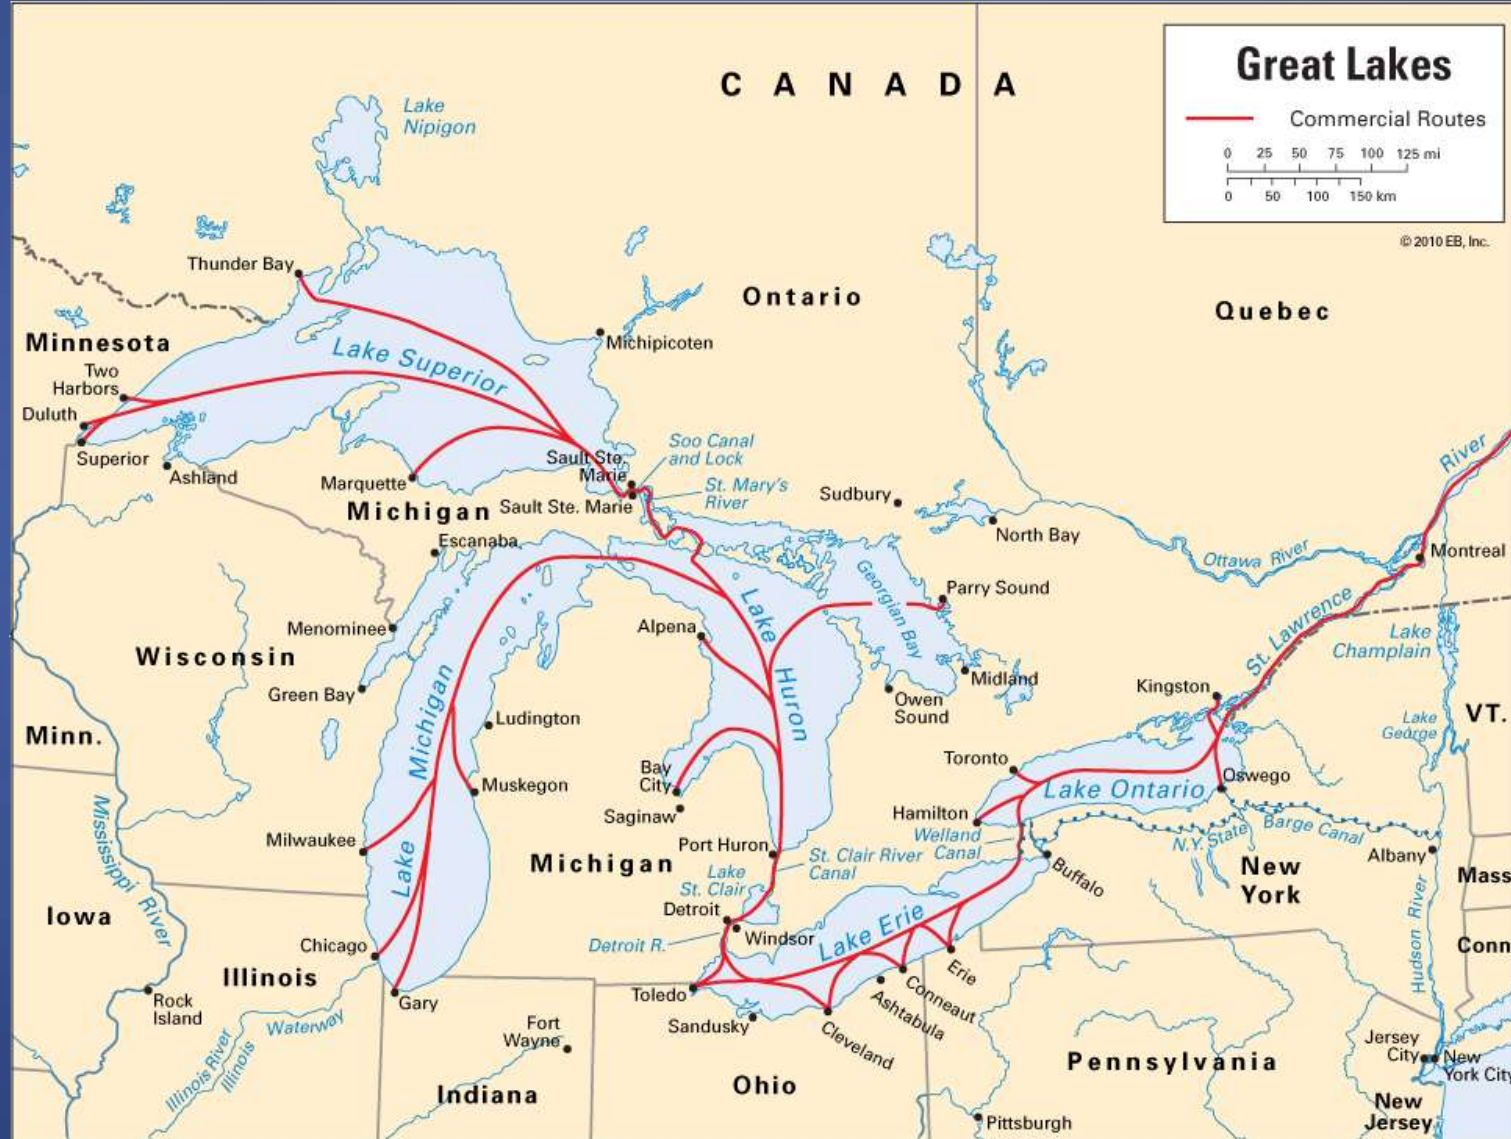 Great Lakes
Commercial Routes
0 25 50 75 100 125 mi
0 50 100 150 km
© 2010 EB, Inc.
CANADA
Lake
Nipigon
Thunder Bay
Ontario
Quebec
Minnesota
Michipicoten
Lake Superior
Two
Harbors
Duluth
Superior
Ashland
Marquette
Michigan
Sault Ste.
Marie
Sault Ste. Marie
Soo Canal
and Lock
St. Mary's
River
Sudbury
North Bay
River
Ottawa River
Montreal
Escanaba
Georgian Bay
Parry Sound
St. Lawrence
Lake
Champlain
Menominee
Alpena
Lake Huron
Wisconsin
Green Bay
Lake Michigan
Ludington
Midland
Owen
Sound
Kingston
Lake
George
VT.
Minn.
Muskegon
Bay
City
Saginaw
Toronto
Lake Ontario
Oswego
Hamilton
Mississippi River
Milwaukee
Michigan
Port Huron
St. Clair River
Canal
Welland
Canal
N.Y. State Barge Canal
Albany
Buffalo
New
York
Mass
Lake
St. Clair
Detroit
Windsor
Detroit R.
Lake Erie
Iowa
Lake
Chicago
Illinois
Gary
Hudson River
Conn
Erie
Conneaut
Ashtabula
Toledo
Sandusky
Cleveland
Rock
Island
Illinois River
Illinois
Waterway
Fort
Wayne
Indiana
Ohio
Pennsylvania
Pittsburgh
Jersey
City
New
York City
New
Jersey